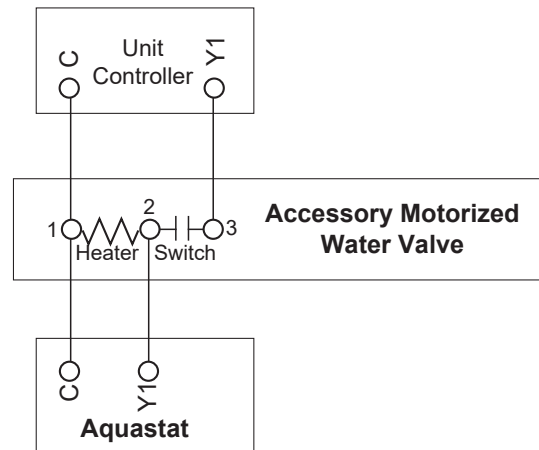 C
Unit
Controller
Y1
1
2
3
Heater
Switch
Accessory Motorized
Water Valve
C
Y1
Aquastat